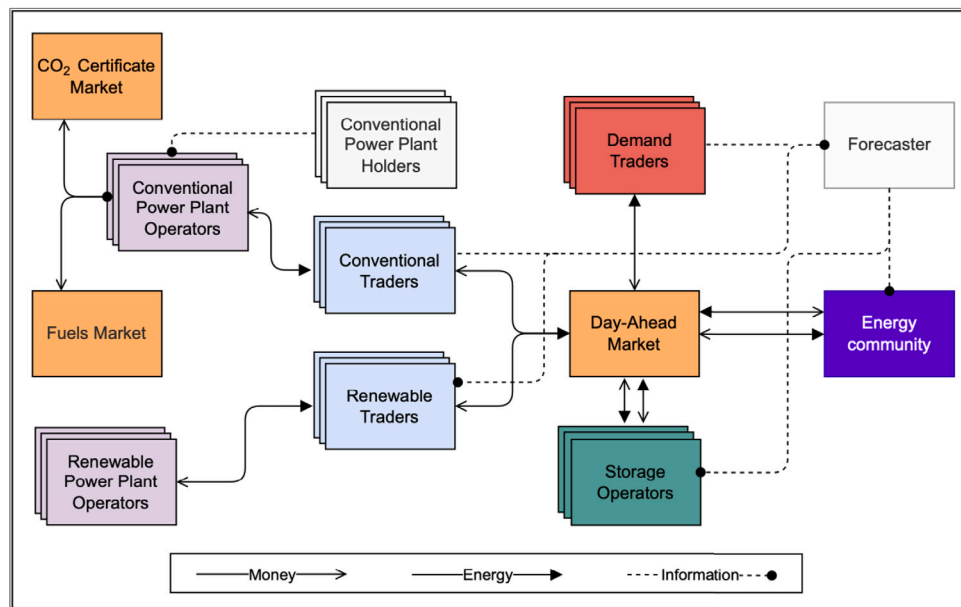 CO₂ Certificate
Market
Conventional
Power Plant
Holders
Demand
Traders
Forecaster
Conventional
Power Plant
Operators
Conventional
Traders
Fuels Market
Day-Ahead
Market
Energy
community
Renewable
Traders
Renewable
Power Plant
Operators
Storage
Operators
Money
Energy
Information